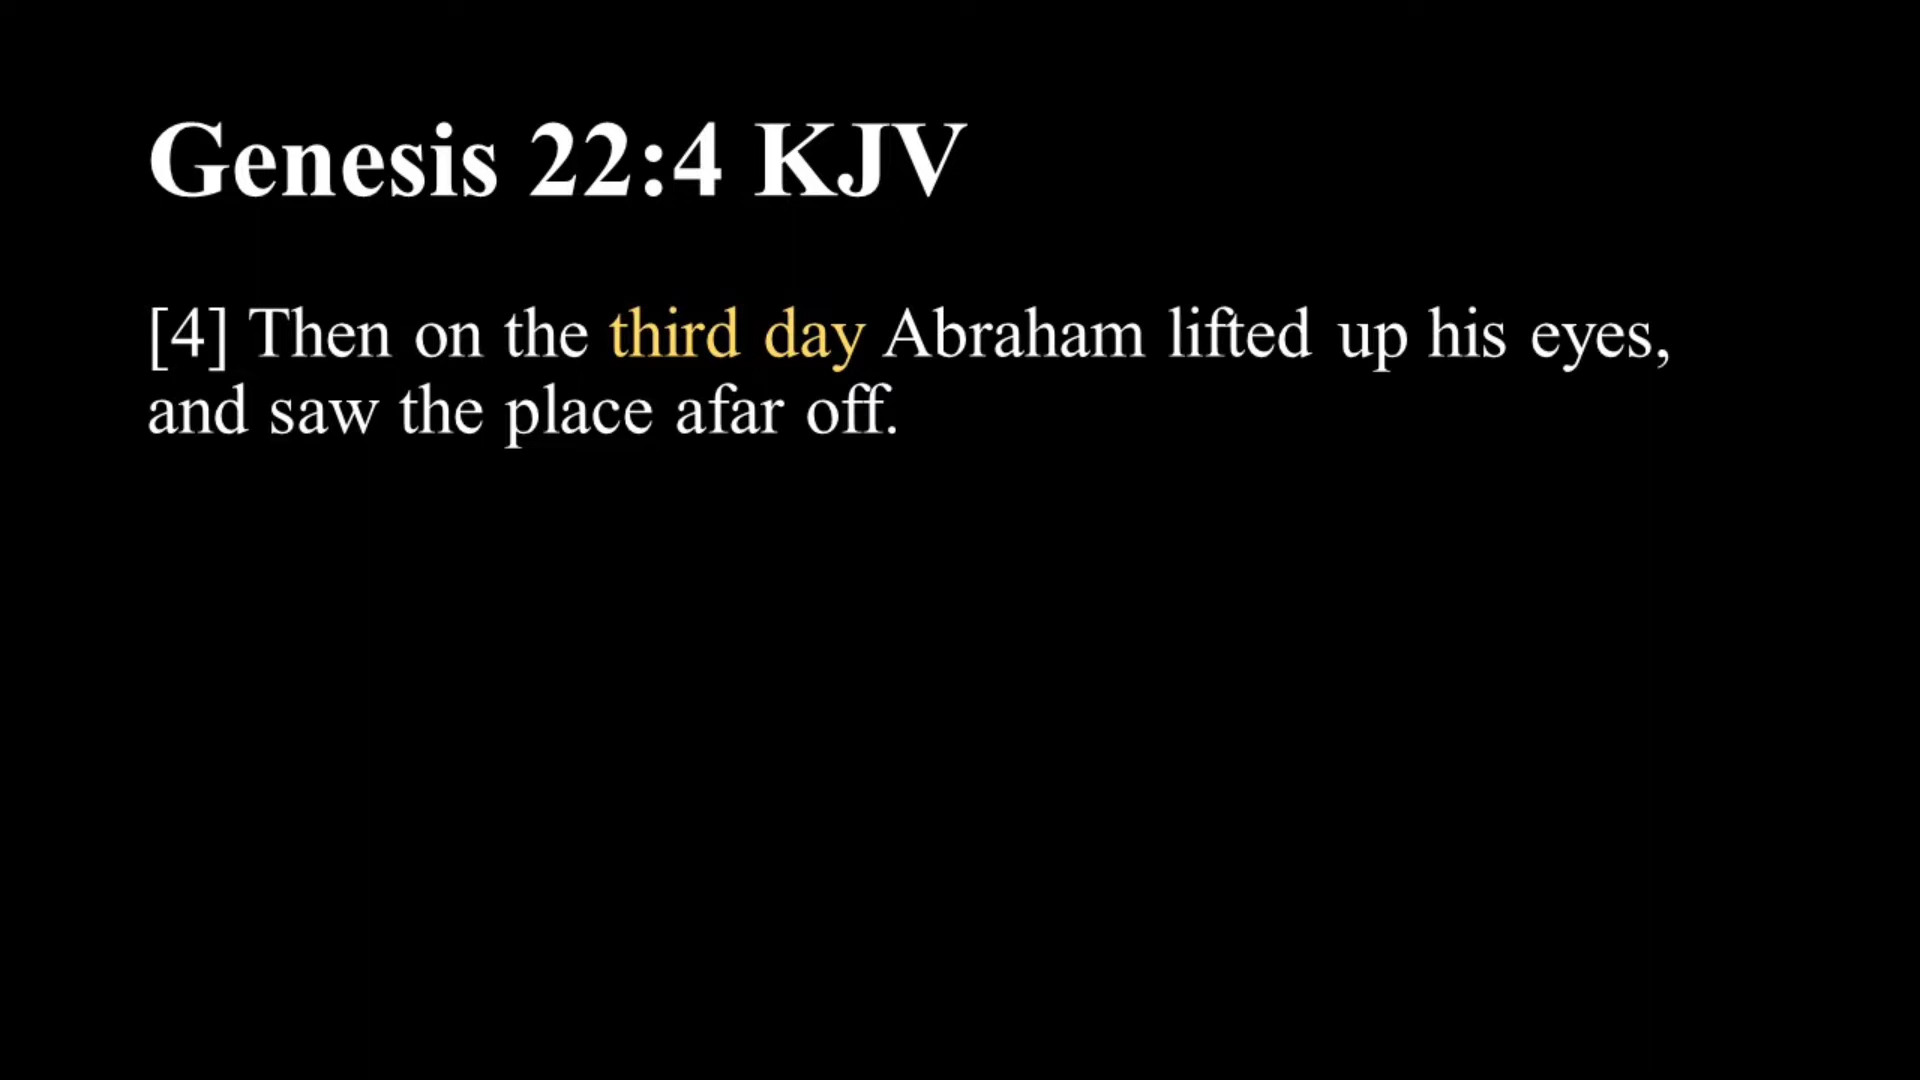 Genesis 22:4 KJV
[4] Then on the third day Abraham lifted up his eyes,
and saw the place afar off.